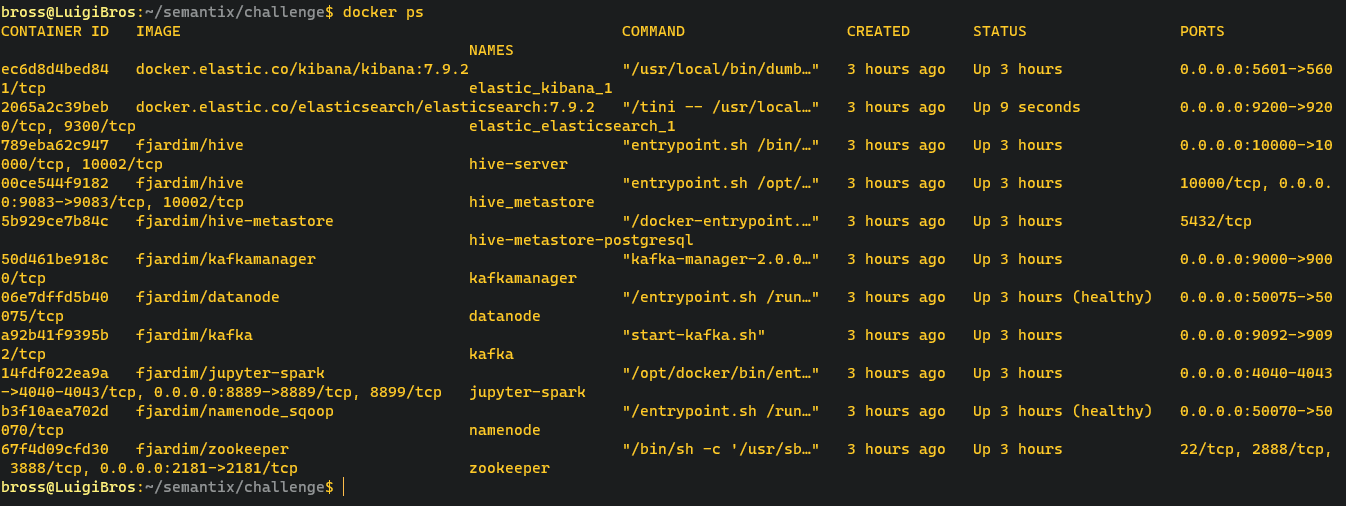 bross@LuigiBros:~/semantix/challenge$ docker ps
CONTAINER ID   IMAGE                                                 COMMAND                  CREATED       STATUS                 PORTS
                                                    NAMES
ec6d8d4bed84   docker.elastic.co/kibana/kibana:7.9.2                 "/usr/local/bin/dumb…"   3 hours ago   Up 3 hours             0.0.0.0:5601->560
1/tcp                                               elastic_kibana_1
2065a2c39beb   docker.elastic.co/elasticsearch/elasticsearch:7.9.2   "/tini -- /usr/local…"   3 hours ago   Up 9 seconds           0.0.0.0:9200->920
0/tcp, 9300/tcp                                     elastic_elasticsearch_1
789eba62c947   fjardim/hive                                          "entrypoint.sh /bin/…"   3 hours ago   Up 3 hours             0.0.0.0:10000->10
000/tcp, 10002/tcp                                  hive-server
00ce544f9182   fjardim/hive                                          "entrypoint.sh /opt/…"   3 hours ago   Up 3 hours             10000/tcp, 0.0.0.
0:9083->9083/tcp, 10002/tcp                         hive_metastore
5b929ce7b84c   fjardim/hive-metastore                                "/docker-entrypoint.…"   3 hours ago   Up 3 hours             5432/tcp
                                                    hive-metastore-postgresql
50d461be918c   fjardim/kafkamanager                                  "kafka-manager-2.0.0…"   3 hours ago   Up 3 hours             0.0.0.0:9000->900
0/tcp                                               kafkamanager
06e7dffd5b40   fjardim/datanode                                      "/entrypoint.sh /run…"   3 hours ago   Up 3 hours (healthy)   0.0.0.0:50075->50
075/tcp                                             datanode
a92b41f9395b   fjardim/kafka                                         "start-kafka.sh"         3 hours ago   Up 3 hours             0.0.0.0:9092->909
2/tcp                                               kafka
14fdf022ea9a   fjardim/jupyter-spark                                 "/opt/docker/bin/ent…"   3 hours ago   Up 3 hours             0.0.0.0:4040-4043
->4040-4043/tcp, 0.0.0.0:8889->8889/tcp, 8899/tcp   jupyter-spark
b3f10aea702d   fjardim/namenode_sqoop                                "/entrypoint.sh /run…"   3 hours ago   Up 3 hours (healthy)   0.0.0.0:50070->50
070/tcp                                             namenode
67f4d09cfd30   fjardim/zookeeper                                     "/bin/sh -c '/usr/sb…"   3 hours ago   Up 3 hours             22/tcp, 2888/tcp,
 3888/tcp, 0.0.0.0:2181->2181/tcp                   zookeeper
bross@LuigiBros:~/semantix/challenge$